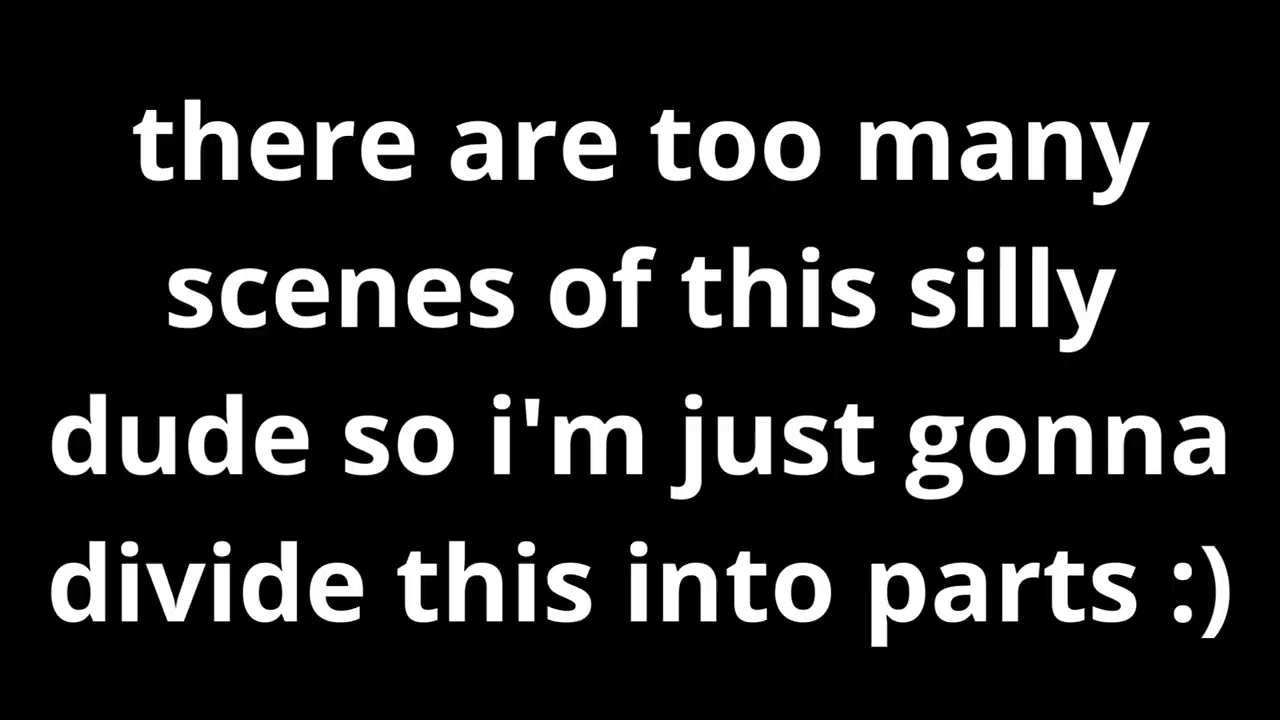 there are too many
scenes of this silly
dude so i'm just gonna
divide this into parts :)